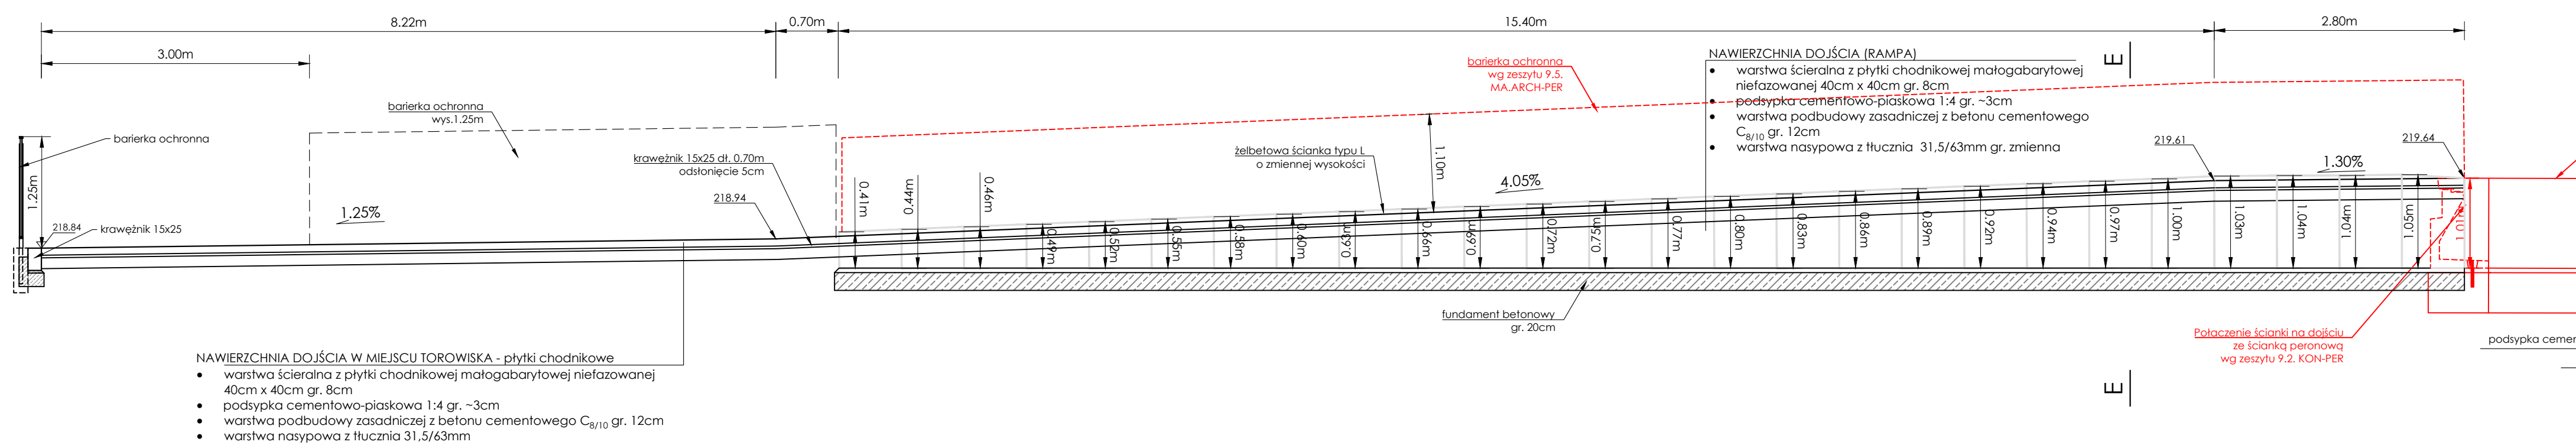 8.22m
0.70m
15.40m
2.80m
3.00m
barierka ochronna
wg zeszytu 9.5.
MA.ARCH-PER
NAWIERZCHNIA DOJŚCIA (RAMPA)
• warstwa ścieralna z płytki chodnikowej małogabarytowej
niefazowanej 40cm x 40cm gr. 8cm
• podsypka cementowo-piaskowa 1:4 gr. ~3cm
• warstwa podbudowy zasadniczej z betonu cementowego
C8/10 gr. 12cm
• warstwa nasypowa z tłucznia 31,5/63mm gr. zmienna
E
barierka ochronna
wys.1.25m
barierka ochronna
1.25m
krawężnik 15x25 dł. 0.70m
odsłonięcie 5cm
żelbetowa ścianka typu L
o zmiennej wysokości
1.10m
4.05%
219.61
219.64
1.30%
218.94
1.25%
218.84
krawężnik 15x25
0.41m
0.44m
0.46m
0.49m
0.52m
0.55m
0.58m
0.60m
0.63m
0.66m
0.69m
0.72m
0.75m
0.77m
0.80m
0.83m
0.86m
0.89m
0.92m
0.94m
0.97m
1.00m
1.03m
1.04m
1.04m
1.05m
fundament betonowy
gr. 20cm
Połaczenie ścianki na dojściu
ze ścianką peronową
wg zeszytu 9.2. KON-PER
podsypka cemen
E
NAWIERZCHNIA DOJŚCIA W MIEJSCU TOROWISKA - płytki chodnikowe
• warstwa ścieralna z płytki chodnikowej małogabarytowej niefazowanej
40cm x 40cm gr. 8cm
• podsypka cementowo-piaskowa 1:4 gr. ~3cm
• warstwa podbudowy zasadniczej z betonu cementowego C8/10 gr. 12cm
• warstwa nasypowa z tłucznia 31,5/63mm